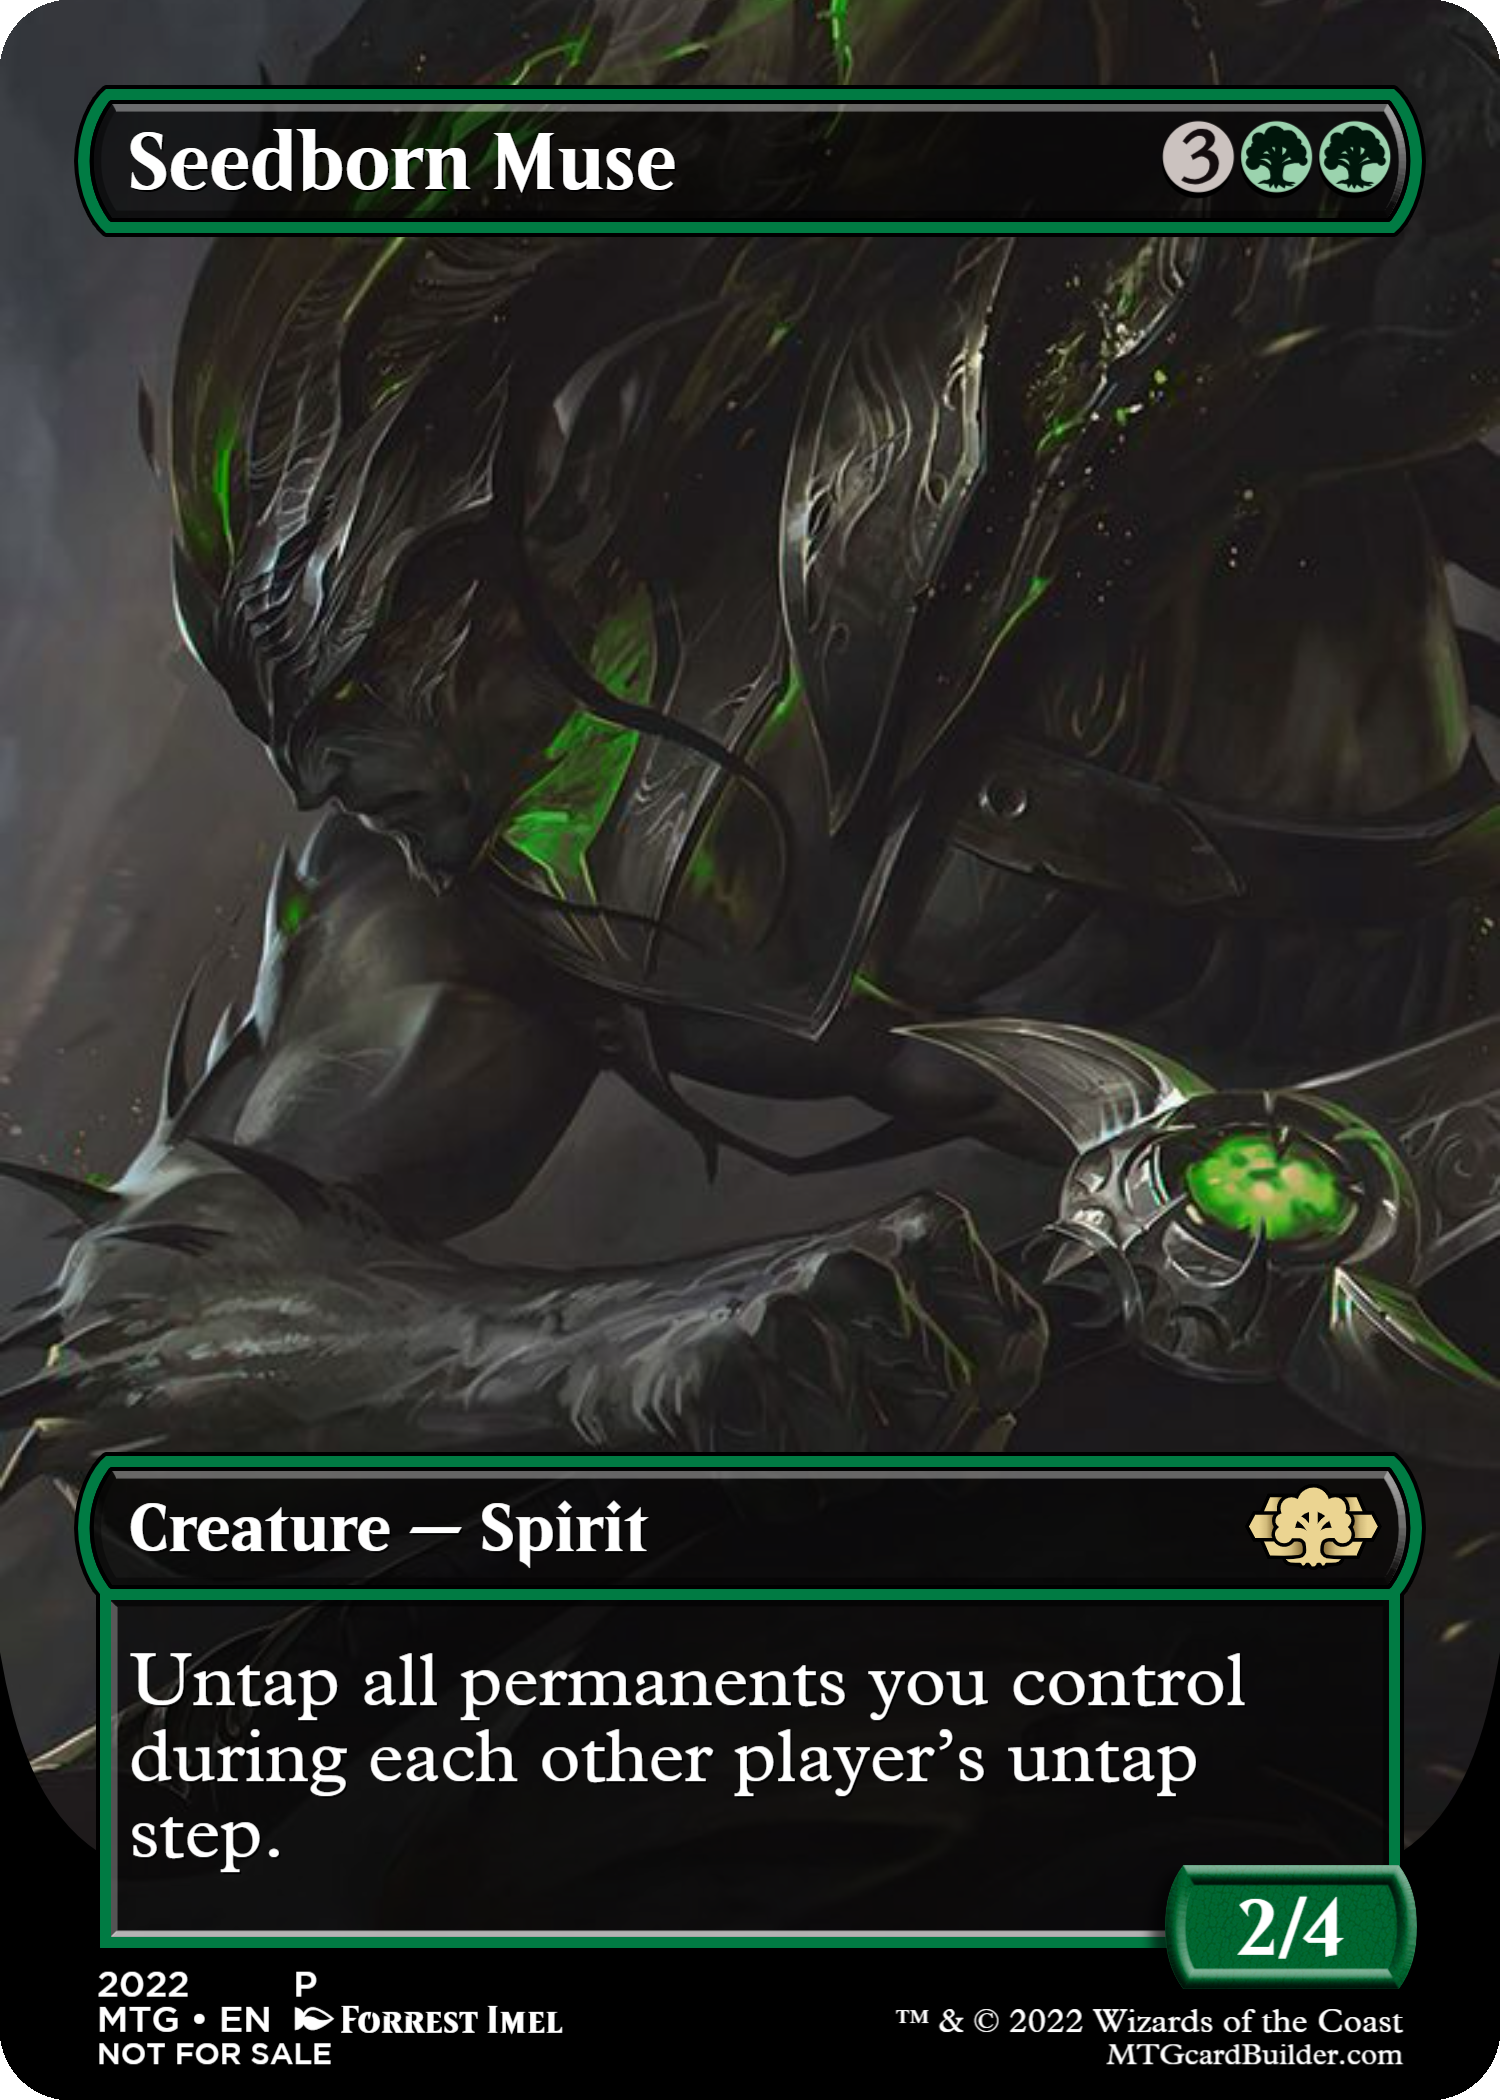 Seedborn Muse 3
Creature — Spirit
Untap all permanents you control
during each other player’s untap
step.
2/4
2022 P
MTG • EN Forrest Imel
NOT FOR SALE
™ & © 2022 Wizards of the Coast
MTGcardBuilder.com